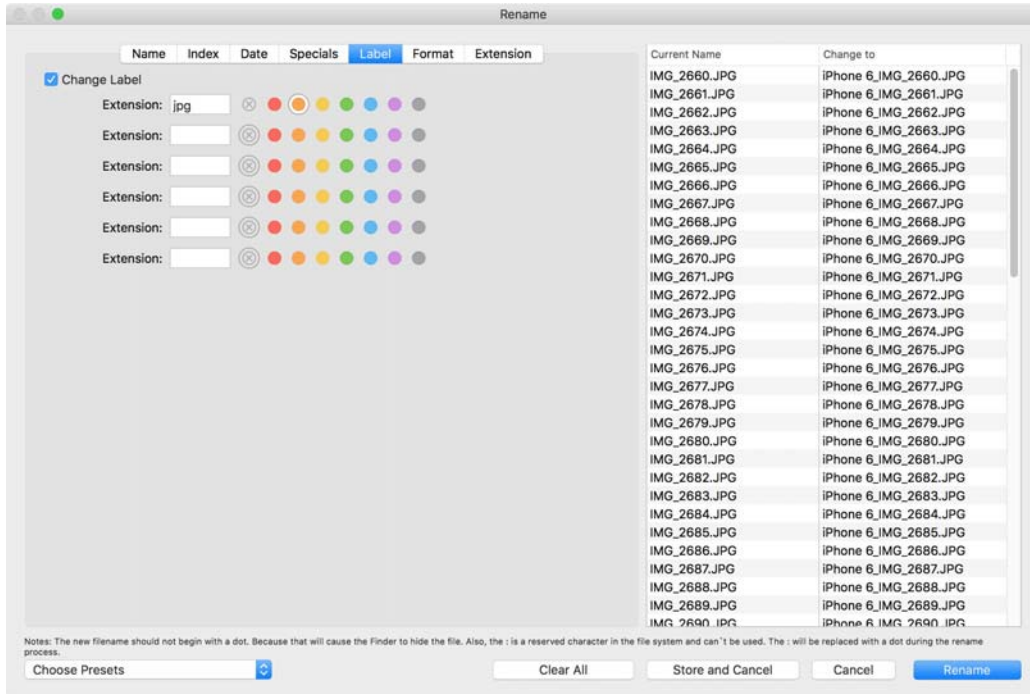 Rename
Name Index Date Specials Label Format Extension
Change Label
Extension: jpg
Extension:
Extension:
Extension:
Extension:
Extension:
Current Name Change to
IMG_2660.JPG iPhone 6_IMG_2660.JPG
IMG_2661.JPG iPhone 6_IMG_2661.JPG
IMG_2662.JPG iPhone 6_IMG_2662.JPG
IMG_2663.JPG iPhone 6_IMG_2663.JPG
IMG_2664.JPG iPhone 6_IMG_2664.JPG
IMG_2665.JPG iPhone 6_IMG_2665.JPG
IMG_2666.JPG iPhone 6_IMG_2666.JPG
IMG_2667.JPG iPhone 6_IMG_2667.JPG
IMG_2668.JPG iPhone 6_IMG_2668.JPG
IMG_2669.JPG iPhone 6_IMG_2669.JPG
IMG_2670.JPG iPhone 6_IMG_2670.JPG
IMG_2671.JPG iPhone 6_IMG_2671.JPG
IMG_2672.JPG iPhone 6_IMG_2672.JPG
IMG_2673.JPG iPhone 6_IMG_2673.JPG
IMG_2674.JPG iPhone 6_IMG_2674.JPG
IMG_2675.JPG iPhone 6_IMG_2675.JPG
IMG_2676.JPG iPhone 6_IMG_2676.JPG
IMG_2677.JPG iPhone 6_IMG_2677.JPG
IMG_2678.JPG iPhone 6_IMG_2678.JPG
IMG_2679.JPG iPhone 6_IMG_2679.JPG
IMG_2680.JPG iPhone 6_IMG_2680.JPG
IMG_2681.JPG iPhone 6_IMG_2681.JPG
IMG_2682.JPG iPhone 6_IMG_2682.JPG
IMG_2683.JPG iPhone 6_IMG_2683.JPG
IMG_2684.JPG iPhone 6_IMG_2684.JPG
IMG_2685.JPG iPhone 6_IMG_2685.JPG
IMG_2686.JPG iPhone 6_IMG_2686.JPG
IMG_2687.JPG iPhone 6_IMG_2687.JPG
IMG_2688.JPG iPhone 6_IMG_2688.JPG
IMG_2689.JPG iPhone 6_IMG_2689.JPG
IMG_2690.JPG iPhone 6_IMG_2690.JPG
Notes: The new filename should not begin with a dot. Because that will cause the Finder to hide the file. Also, the : is a reserved character in the file system and can`t be used. The : will be replaced with a dot during the rename
process.
Choose Presets Clear All Store and Cancel Cancel Rename